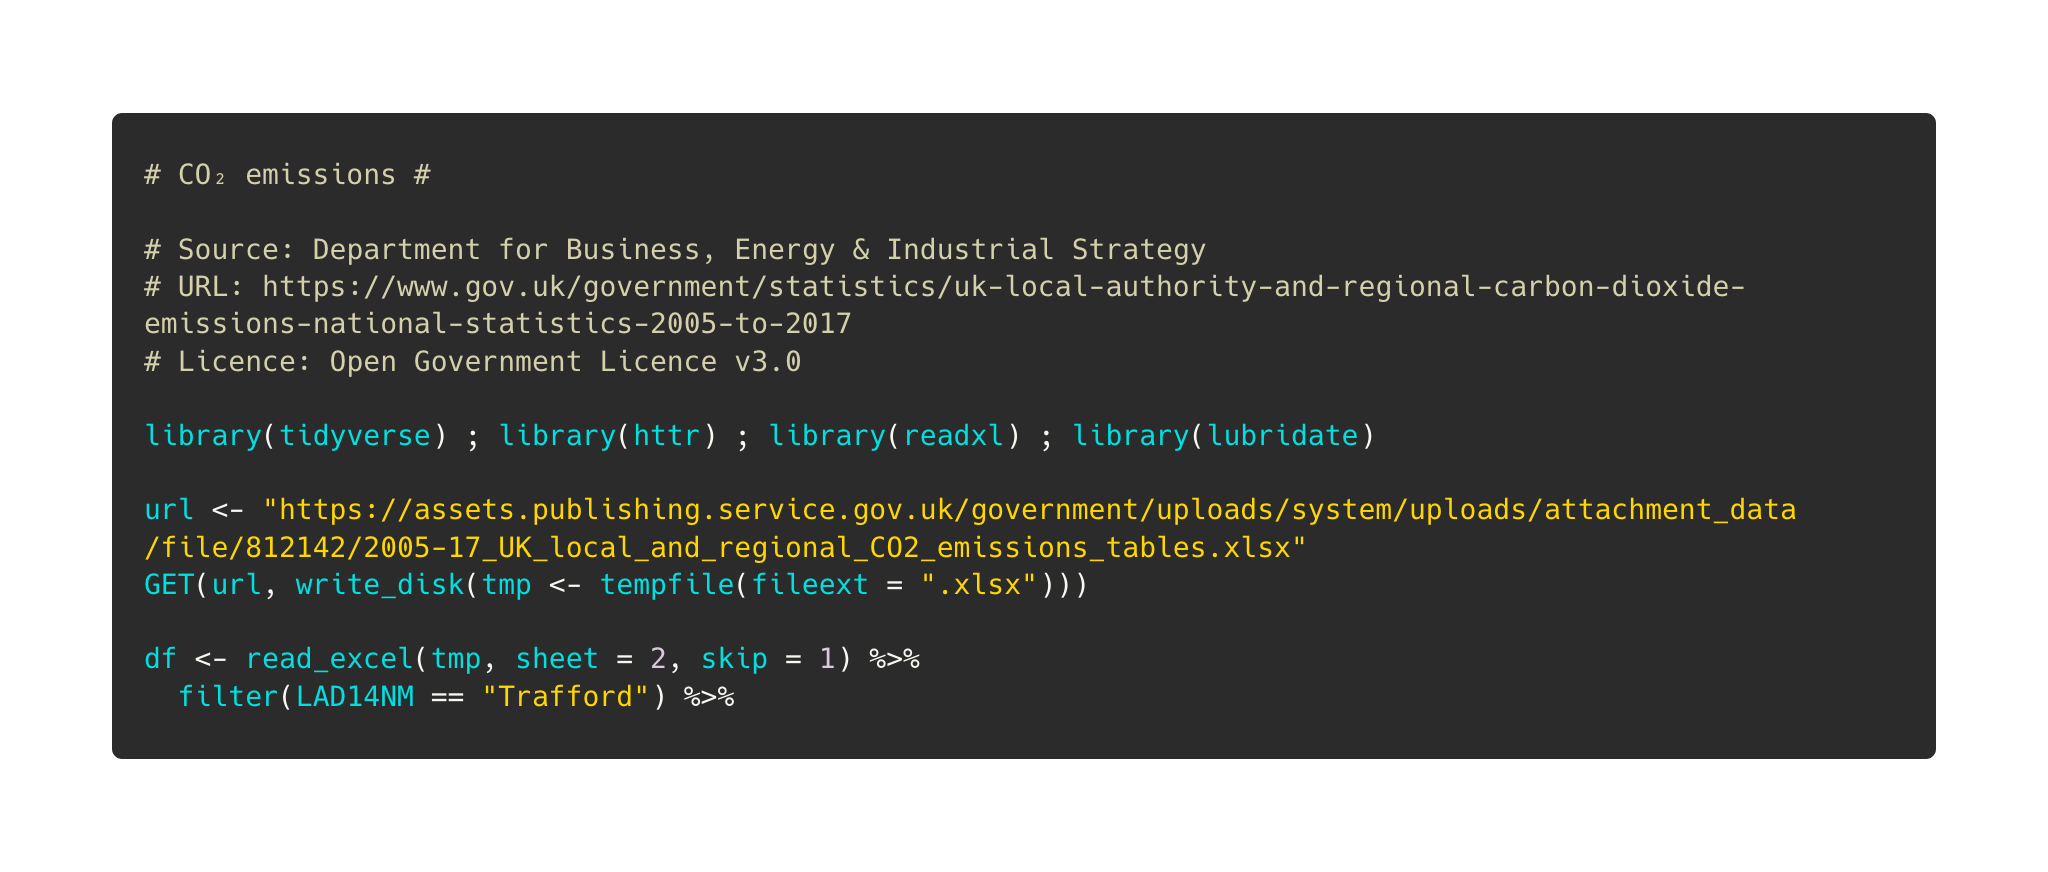 # CO₂ emissions #
# Source: Department for Business, Energy & Industrial Strategy
# URL: https://www.gov.uk/government/statistics/uk-local-authority-and-regional-carbon-dioxide-
emissions-national-statistics-2005-to-2017
# Licence: Open Government Licence v3.0
library(tidyverse) ; library(httr) ; library(readxl) ; library(lubridate)
url <- "https://assets.publishing.service.gov.uk/government/uploads/system/uploads/attachment_data
/file/812142/2005-17_UK_local_and_regional_CO2_emissions_tables.xlsx"
GET(url, write_disk(tmp <- tempfile(fileext = ".xlsx")))
df <- read_excel(tmp, sheet = 2, skip = 1) %>%
  filter(LAD14NM == "Trafford") %>%